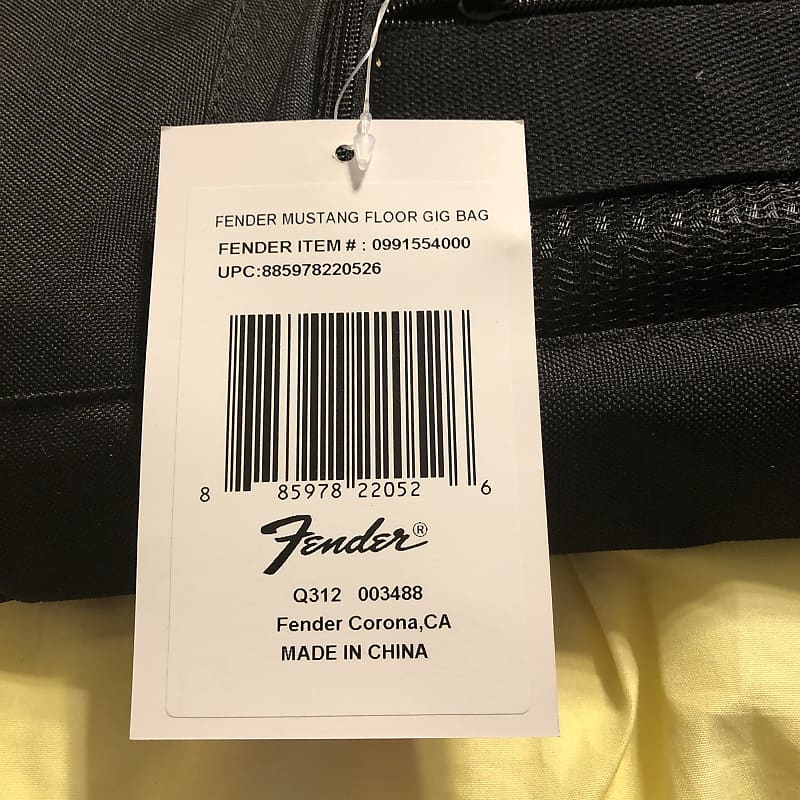 FENDER MUSTANG FLOOR GIG BAG
FENDER ITEM # : 0991554000
UPC:885978220526
8 85978 22052 6
Fender®
Q312 003488
Fender Corona,CA
MADE IN CHINA